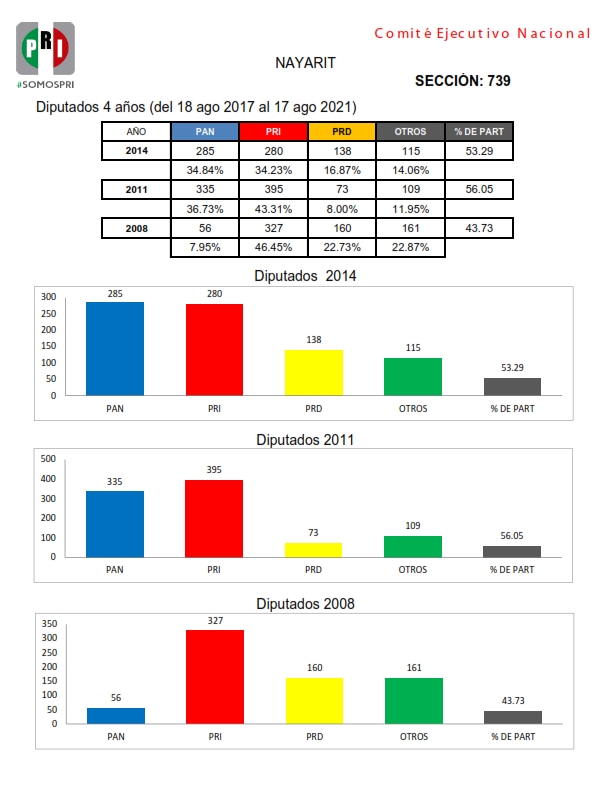 Comité Ejecutivo Nacional
PRI
#SOMOSPRI
NAYARIT
SECCIÓN: 739
Diputados 4 años (del 18 ago 2017 al 17 ago 2021)
AÑO PAN PRI PRD OTROS % DE PART
2014 285 280 138 115 53.29
34.84% 34.23% 16.87% 14.06%
2011 335 395 73 109 56.05
36.73% 43.31% 8.00% 11.95%
2008 56 327 160 161 43.73
7.95% 46.45% 22.73% 22.87%
Diputados 2014
300
250
200
150
100
50
0
285 280 138 115 53.29
PAN PRI PRD OTROS % DE PART
Diputados 2011
500
400
300
200
100
0
335 395 73 109 56.05
PAN PRI PRD OTROS % DE PART
Diputados 2008
350
300
250
200
150
100
50
0
56 327 160 161 43.73
PAN PRI PRD OTROS % DE PART